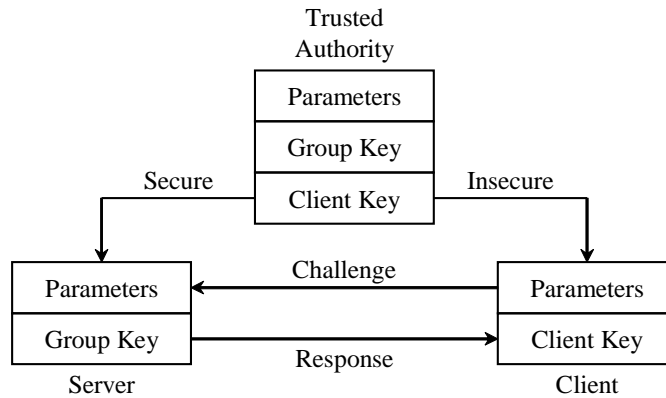 Trusted
Authority
Parameters
Group Key
Client Key
Secure
Insecure
Parameters
Group Key
Server
Challenge
Response
Parameters
Client Key
Client